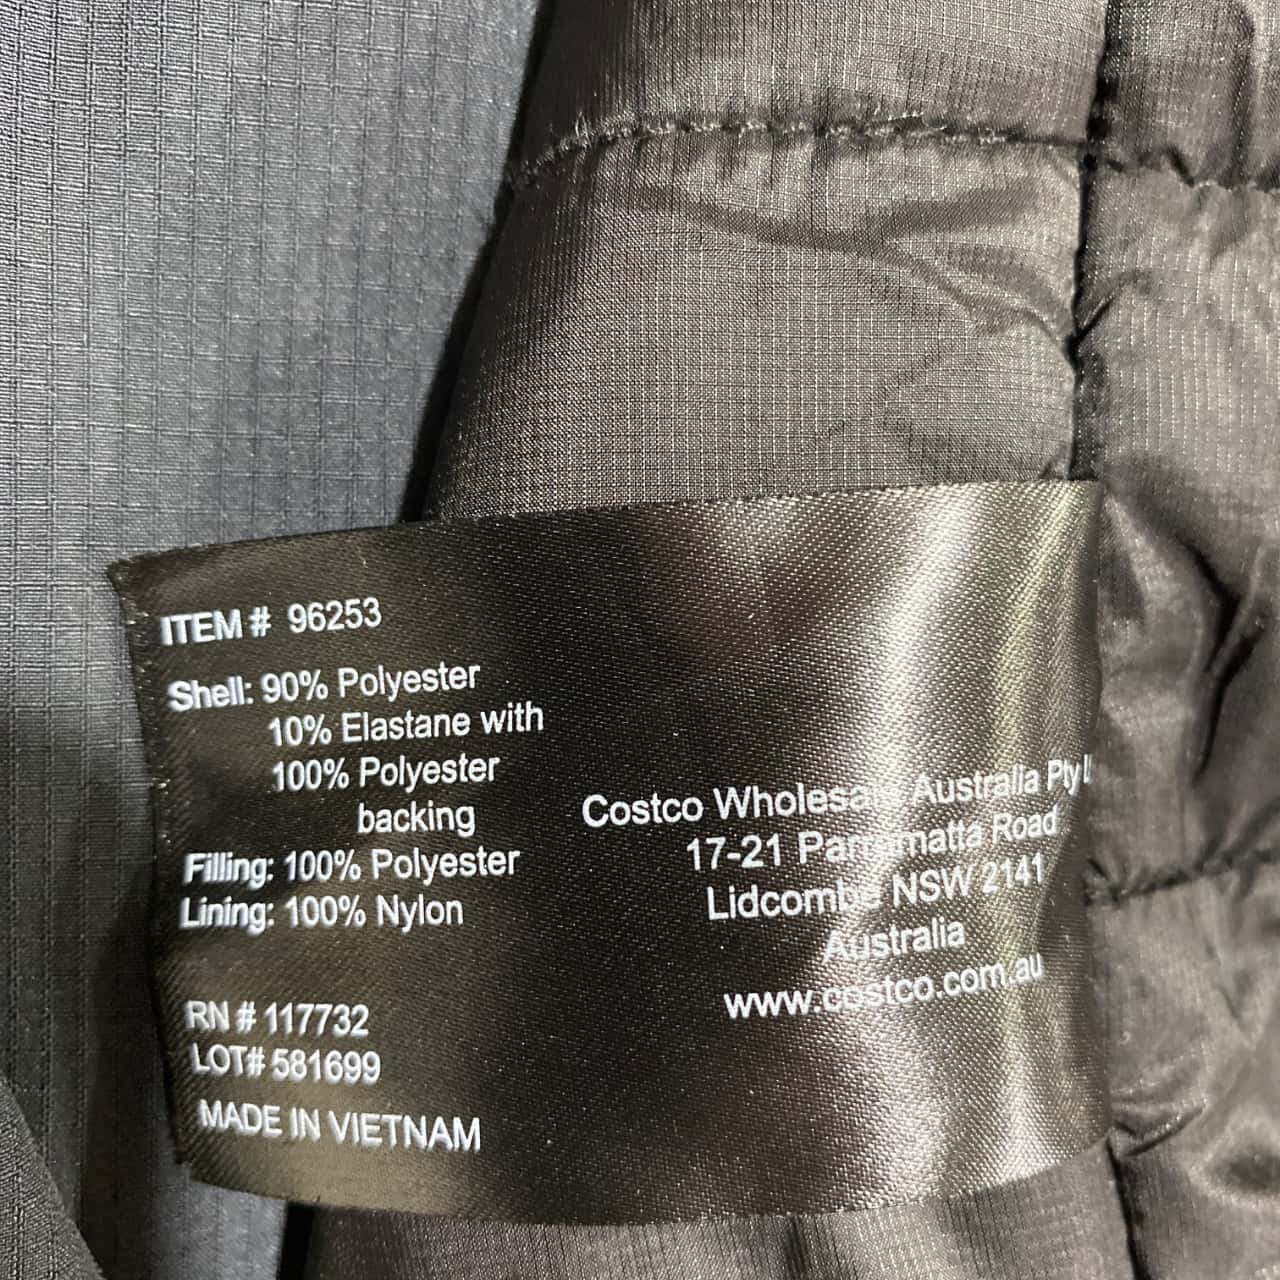 ITEM # 96253
Shell: 90% Polyester
10% Elastane with
100% Polyester
backing
Filling: 100% Polyester
Lining: 100% Nylon
RN # 117732
LOT# 581699
MADE IN VIETNAM
Costco Wholesale Australia Pty
17-21 Parramatta Road
Lidcombe NSW 2141
Australia
www.costco.com.au